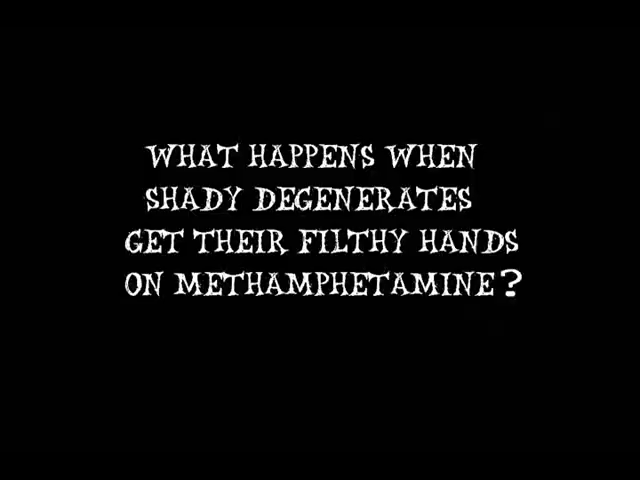 WHAT HAPPENS WHEN
SHADY DEGENERATES
GET THEIR FILTHY HANDS
ON METHAMPHETAMINE?